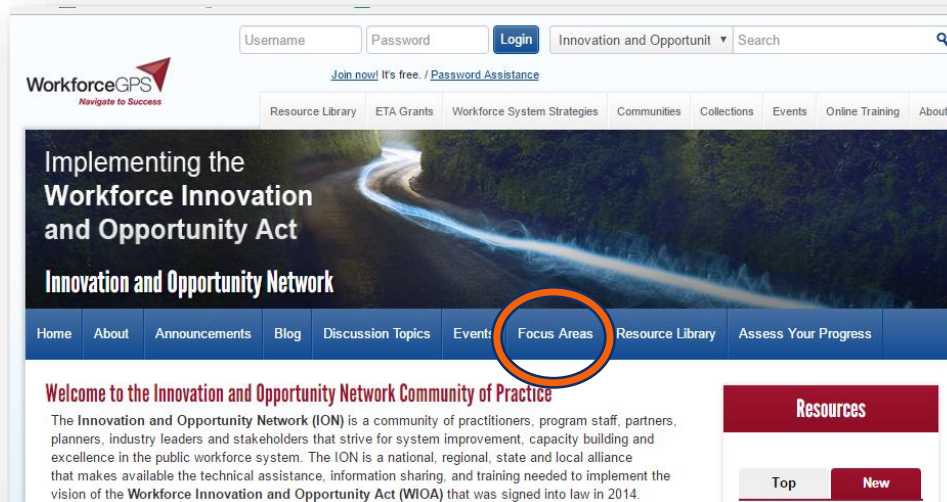 Username Password Login Innovation and Opportunit Search
Join now! It's free. / Password Assistance
WorkforceGPS
Navigate to Success
Resource Library ETA Grants Workforce System Strategies Communities Collections Events Online Training About
Implementing the
Workforce Innovation
and Opportunity Act
Innovation and Opportunity Network
Home About Announcements Blog Discussion Topics Events Focus Areas Resource Library Assess Your Progress
Welcome to the Innovation and Opportunity Network Community of Practice
The Innovation and Opportunity Network (ION) is a community of practitioners, program staff, partners,
planners, industry leaders and stakeholders that strive for system improvement, capacity building and
excellence in the public workforce system. The ION is a national, regional, state and local alliance
that makes available the technical assistance, information sharing, and training needed to implement the
vision of the Workforce Innovation and Opportunity Act (WIOA) that was signed into law in 2014.
Resources
Top New